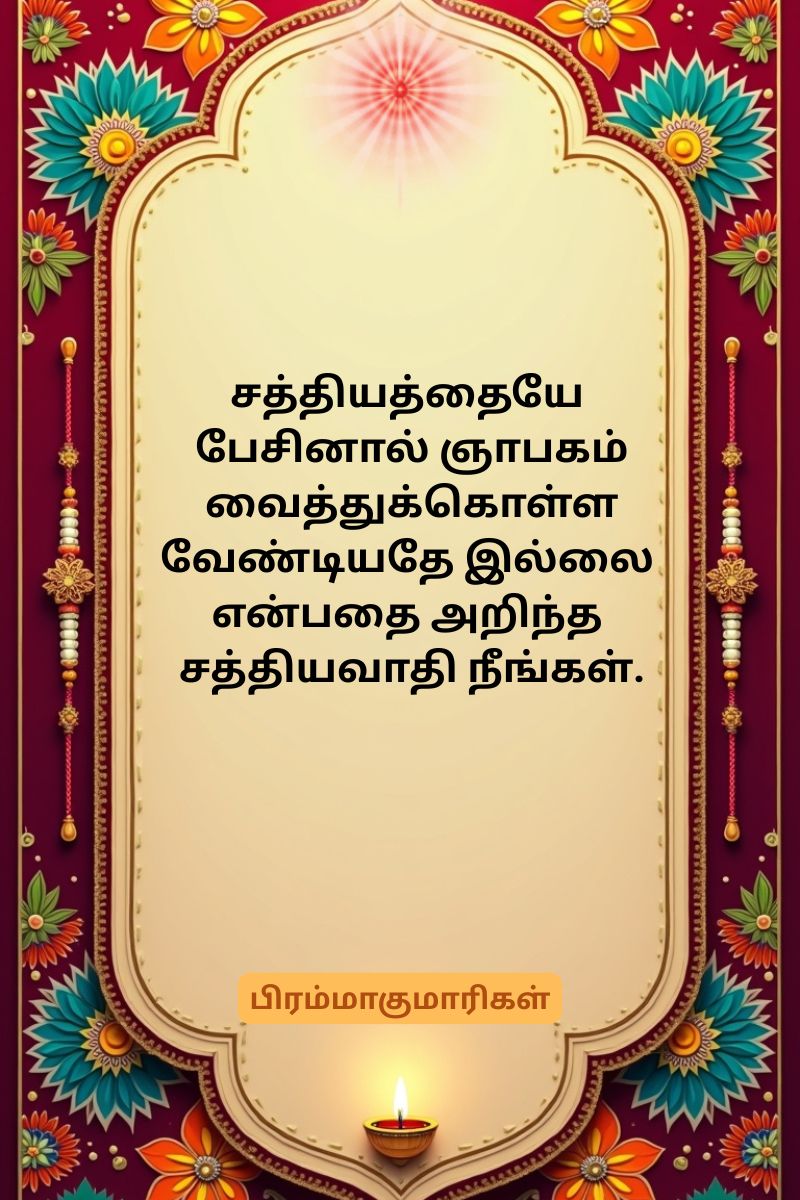 சத்தியத்தையே
பேசினால் ஞாபகம்
வைத்துக்கொள்ள
வேண்டியதே இல்லை
என்பதை அறிந்த
சத்தியவாதி நீங்கள்.
பிரம்மாகுமாரிகள்